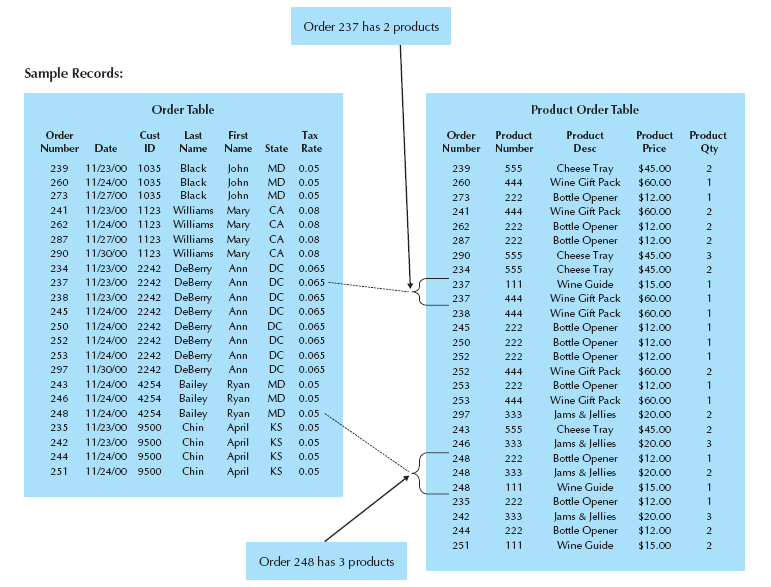 Order 237 has 2 products
Sample Records:
Order Table
Order Cust Last First Tax
Number Date ID Name Name State Rate
239 11/23/00 1035 Black John MD 0.05
260 11/24/00 1035 Black John MD 0.05
273 11/27/00 1035 Black John MD 0.05
241 11/23/00 1123 Williams Mary CA 0.08
262 11/24/00 1123 Williams Mary CA 0.08
287 11/27/00 1123 Williams Mary CA 0.08
290 11/30/00 1123 Williams Mary CA 0.08
234 11/23/00 2242 DeBerry Ann DC 0.065
237 11/23/00 2242 DeBerry Ann DC 0.065
238 11/23/00 2242 DeBerry Ann DC 0.065
245 11/24/00 2242 DeBerry Ann DC 0.065
250 11/24/00 2242 DeBerry Ann DC 0.065
252 11/24/00 2242 DeBerry Ann DC 0.065
253 11/24/00 2242 DeBerry Ann DC 0.065
297 11/30/00 2242 DeBerry Ann DC 0.065
243 11/24/00 4254 Bailey Ryan MD 0.05
246 11/24/00 4254 Bailey Ryan MD 0.05
248 11/24/00 4254 Bailey Ryan MD 0.05
235 11/23/00 9500 Chin April KS 0.05
242 11/23/00 9500 Chin April KS 0.05
244 11/24/00 9500 Chin April KS 0.05
251 11/24/00 9500 Chin April KS 0.05
Product Order Table
Order Product Product Product Product
Number Number Desc Price Qty
239 555 Cheese Tray $45.00 2
260 444 Wine Gift Pack $60.00 1
273 222 Bottle Opener $12.00 1
241 444 Wine Gift Pack $60.00 2
262 222 Bottle Opener $12.00 2
287 222 Bottle Opener $12.00 2
290 555 Cheese Tray $45.00 3
234 555 Cheese Tray $45.00 2
237 111 Wine Guide $15.00 1
237 444 Wine Gift Pack $60.00 1
238 444 Wine Gift Pack $60.00 1
245 222 Bottle Opener $12.00 1
250 222 Bottle Opener $12.00 1
252 222 Bottle Opener $12.00 1
252 444 Wine Gift Pack $60.00 2
253 222 Bottle Opener $12.00 1
253 444 Wine Gift Pack $60.00 1
297 333 Jams & Jellies $20.00 2
243 555 Cheese Tray $45.00 2
246 333 Jams & Jellies $20.00 3
248 222 Bottle Opener $12.00 1
248 333 Jams & Jellies $20.00 2
248 111 Wine Guide $15.00 1
235 222 Bottle Opener $12.00 1
242 333 Jams & Jellies $20.00 3
244 222 Bottle Opener $12.00 2
251 111 Wine Guide $15.00 2
Order 248 has 3 products